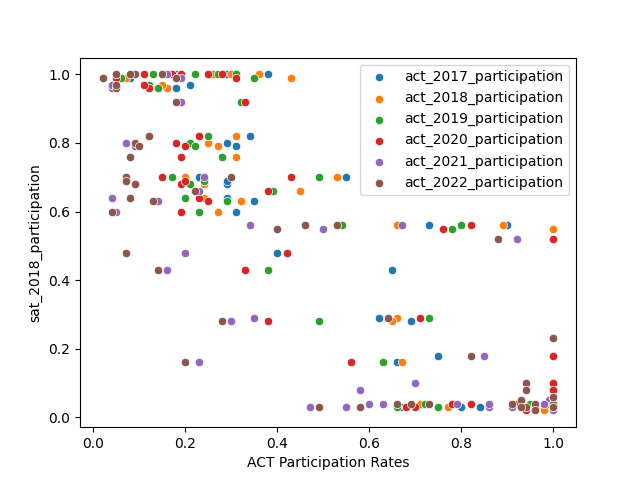 act_2017_participation
act_2018_participation
act_2019_participation
act_2020_participation
act_2021_participation
act_2022_participation
sat_2018_participation
1.0
0.8
0.6
0.4
0.2
0.0
0.0 0.2 0.4 0.6 0.8 1.0
ACT Participation Rates